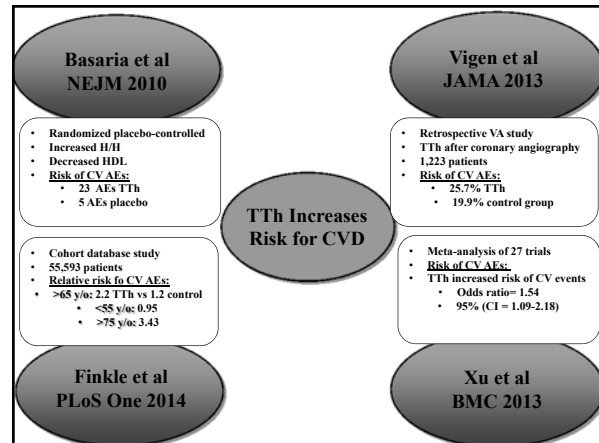 Basaria et al
NEJM 2010
• Randomized placebo-controlled
• Increased H/H
• Decreased HDL
• Risk of CV AEs:
• 23 AEs TTh
• 5 AEs placebo
Vigen et al
JAMA 2013
• Retrospective VA study
• TTh after coronary angiography
• 1,223 patients
• Risk of CV AEs:
• 25.7% TTh
• 19.9% control group
TTh Increases
Risk for CVD
• Cohort database study
• 55,593 patients
• Relative risk fo CV AEs:
• >65 y/o: 2.2 TTh vs 1.2 control
• <55 y/o: 0.95
• >75 y/o: 3.43
Finkle et al
PLoS One 2014
• Meta-analysis of 27 trials
• Risk of CV AEs:
• TTh increased risk of CV events
• Odds ratio= 1.54
• 95% (CI = 1.09-2.18)
Xu et al
BMC 2013